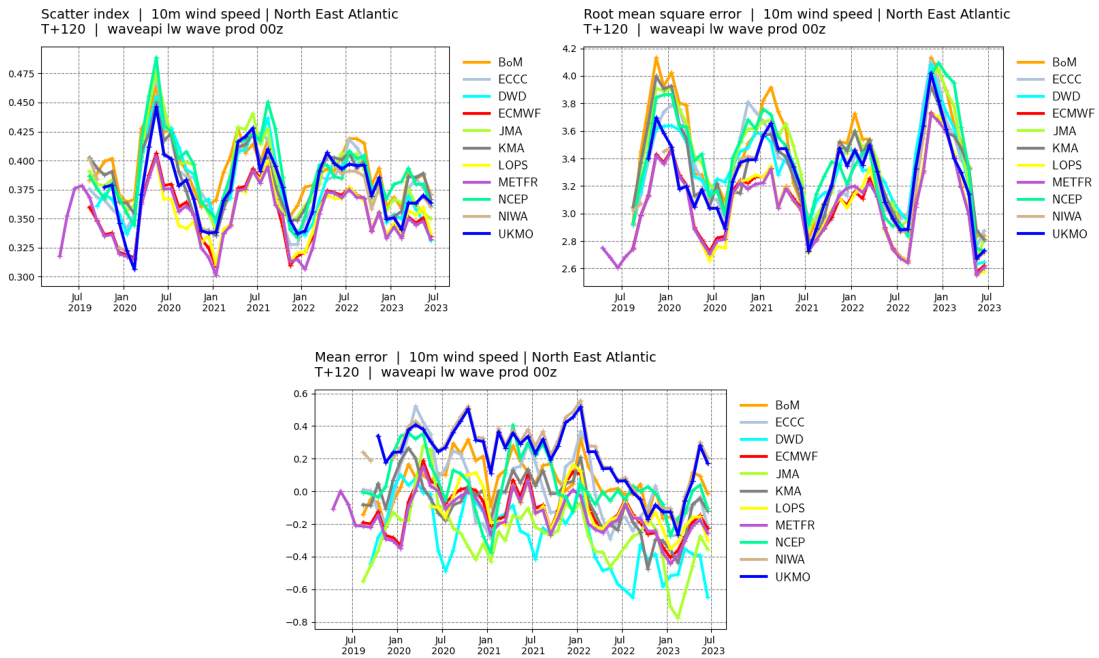 Scatter index | 10m wind speed | North East Atlantic
T+120 | waveapi lw wave prod 00z
0.475
0.450
0.425
0.400
0.375
0.350
0.325
0.300
Jul 2019
Jan 2020
Jul 2020
Jan 2021
Jul 2021
Jan 2022
Jul 2022
Jan 2023
Jul 2023
BoM
ECCC
DWD
ECMWF
JMA
KMA
LOPS
METFR
NCEP
NIWA
UKMO
Root mean square error | 10m wind speed | North East Atlantic
T+120 | waveapi lw wave prod 00z
4.2
4.0
3.8
3.6
3.4
3.2
3.0
2.8
2.6
Jul 2019
Jan 2020
Jul 2020
Jan 2021
Jul 2021
Jan 2022
Jul 2022
Jan 2023
Jul 2023
BoM
ECCC
DWD
ECMWF
JMA
KMA
LOPS
METFR
NCEP
NIWA
UKMO
Mean error | 10m wind speed | North East Atlantic
T+120 | waveapi lw wave prod 00z
0.6
0.4
0.2
0.0
−0.2
−0.4
−0.6
−0.8
Jul 2019
Jan 2020
Jul 2020
Jan 2021
Jul 2021
Jan 2022
Jul 2022
Jan 2023
Jul 2023
BoM
ECCC
DWD
ECMWF
JMA
KMA
LOPS
METFR
NCEP
NIWA
UKMO